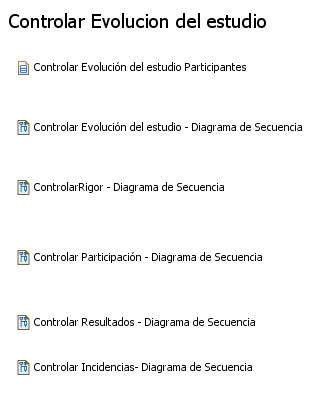 Controlar Evolucion del estudio
Controlar Evolución del estudio Participantes
Controlar Evolución del estudio - Diagrama de Secuencia
ControlarRigor - Diagrama de Secuencia
Controlar Participación - Diagrama de Secuencia
Controlar Resultados - Diagrama de Secuencia
Controlar Incidencias- Diagrama de Secuencia